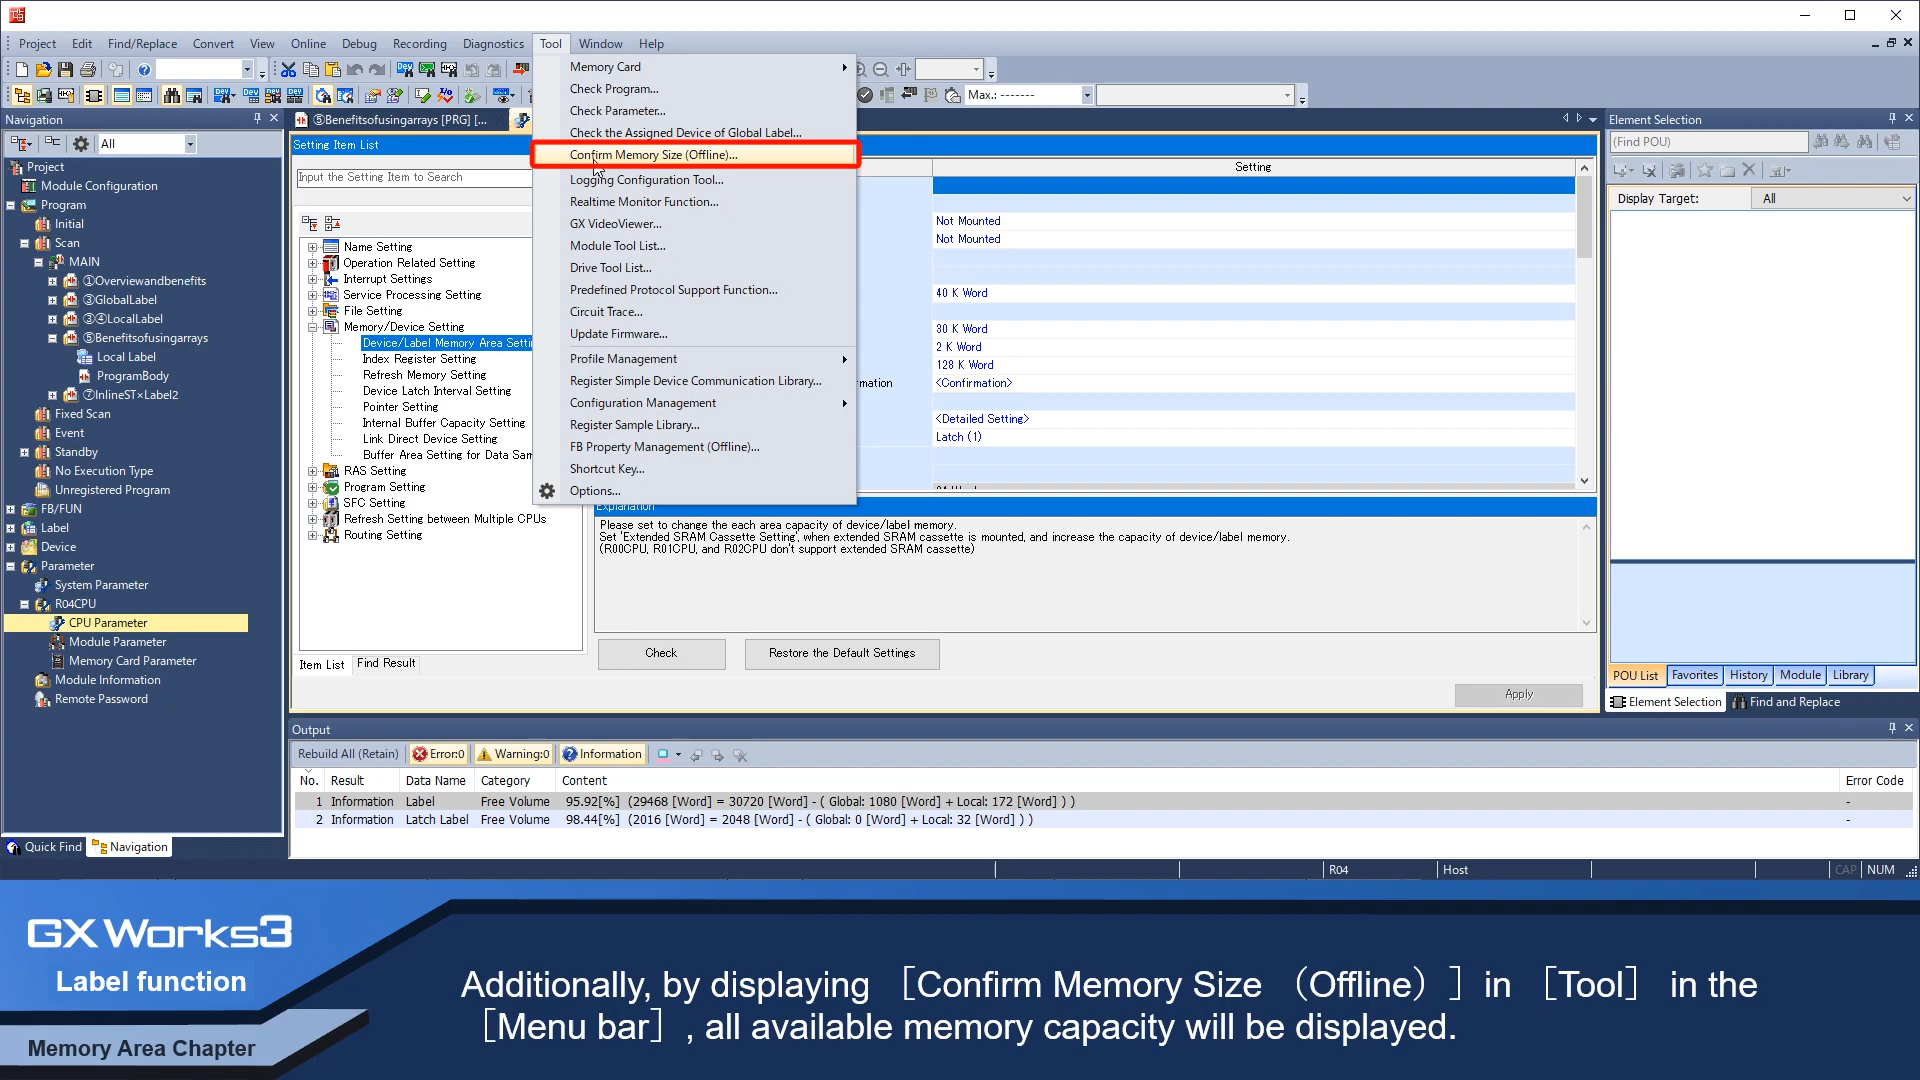 Project Edit Find/Replace Convert View Online Debug Recording Diagnostics Tool Window Help
Max.: -------
Navigation
All
Project
Module Configuration
Program
Initial
Scan
MAIN
①Overviewandbenefits
③GlobalLabel
③④LocalLabel
⑤Benefitsofusingarrays
Local Label
ProgramBody
⑦InlineST×Label2
Fixed Scan
Event
Standby
No Execution Type
Unregistered Program
FB/FUN
Label
Device
Parameter
System Parameter
R04CPU
CPU Parameter
Module Parameter
Memory Card Parameter
Module Information
Remote Password
Quick Find Navigation
⑤Benefitsofusingarrays [PRG] [...
Setting Item List
Input the Setting Item to Search
Name Setting
Operation Related Setting
Interrupt Settings
Service Processing Setting
File Setting
Memory/Device Setting
Device/Label Memory Area Setti
Index Register Setting
Refresh Memory Setting
Device Latch Interval Setting
Pointer Setting
Internal Buffer Capacity Setting
Link Direct Device Setting
Buffer Area Setting for Data Sam
RAS Setting
Program Setting
SFC Setting
Refresh Setting between Multiple CPUs
Routing Setting
Item List Find Result
Memory Card
Check Program...
Check Parameter...
Check the Assigned Device of Global Label...
Confirm Memory Size (Offline)...
Logging Configuration Tool...
Realtime Monitor Function...
GX VideoViewer...
Module Tool List...
Drive Tool List...
Predefined Protocol Support Function...
Circuit Trace...
Update Firmware...
Profile Management
Register Simple Device Communication Library...
Configuration Management
Register Sample Library...
FB Property Management (Offline)...
Shortcut Key...
Options...
Setting
Not Mounted
Not Mounted
40 K Word
30 K Word
2 K Word
128 K Word
mation <Confirmation>
<Detailed Setting>
Latch (1)
Explanation
Please set to change the each area capacity of device/label memory.
Set 'Extended SRAM Cassette Setting', when extended SRAM cassette is mounted, and increase the capacity of device/label memory.
(R00CPU, R01CPU, and R02CPU don't support extended SRAM cassette)
Check Restore the Default Settings
Apply
Element Selection
(Find POU)
Display Target: All
POU List Favorites History Module Library
Element Selection Find and Replace
Output
Rebuild All (Retain) Error:0 Warning:0 Information
No. Result Data Name Category Content Error Code
1 Information Label Free Volume 95.92[%] (29468 [Word] = 30720 [Word] - ( Global: 1080 [Word] + Local: 172 [Word] ) ) -
2 Information Latch Label Free Volume 98.44[%] (2016 [Word] = 2048 [Word] - ( Global: 0 [Word] + Local: 32 [Word] ) ) -
R04 Host CAP NUM
GX Works3
Label function
Memory Area Chapter
Additionally, by displaying ［Confirm Memory Size （Offline）］in ［Tool］ in the
［Menu bar］, all available memory capacity will be displayed.